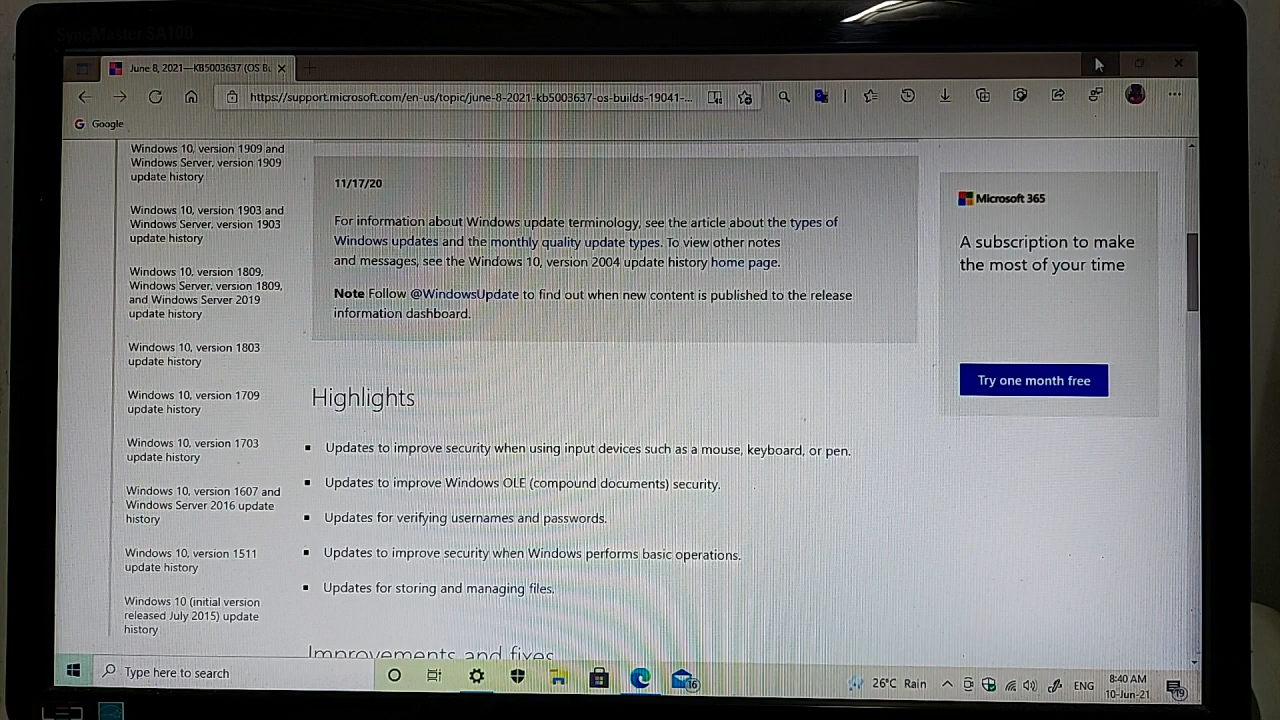 SyncMaster SA100
June 8, 2021—KB5003637 (OS Bu
https://support.microsoft.com/en-us/topic/june-8-2021-kb5003637-os-builds-19041-...
Google
Windows 10, version 1909 and
Windows Server, version 1909
update history
Windows 10, version 1903 and
Windows Server, version 1903
update history
Windows 10, version 1809,
Windows Server, version 1809,
and Windows Server 2019
update history
Windows 10, version 1803
update history
Windows 10, version 1709
update history
Windows 10, version 1703
update history
Windows 10, version 1607 and
Windows Server 2016 update
history
Windows 10, version 1511
update history
Windows 10 (initial version
released July 2015) update
history
11/17/20
For information about Windows update terminology, see the article about the types of
Windows updates and the monthly quality update types. To view other notes
and messages, see the Windows 10, version 2004 update history home page.
Note Follow @WindowsUpdate to find out when new content is published to the release
information dashboard.
Highlights
Updates to improve security when using input devices such as a mouse, keyboard, or pen.
Updates to improve Windows OLE (compound documents) security.
Updates for verifying usernames and passwords.
Updates to improve security when Windows performs basic operations.
Updates for storing and managing files.
Improvements and fixes
Microsoft 365
A subscription to make
the most of your time
Try one month free
Type here to search
16
26°C Rain
ENG
8:40 AM
10-Jun-21
19